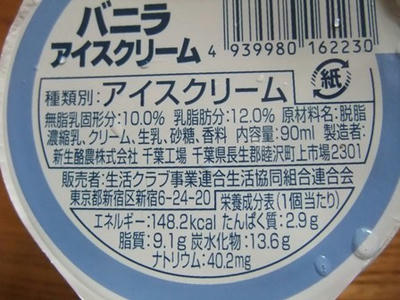 バニラ
アイスクリーム 4 939980 162230
種類別：アイスクリーム 紙
無脂乳固形分：10.0% 乳脂肪分：12.0% 原材料名：脱脂
濃縮乳、クリーム、生乳、砂糖、香料 内容量：90ml 製造者：
新生酪農株式会社 千葉工場 千葉県長生郡睦沢町上市場2301
販売者：生活クラブ事業連合生活協同組合連合会
東京都新宿区新宿6-24-20 栄養成分表(1個当たり)
エネルギー：148.2kcal たんぱく質：2.9g
脂質：9.1g 炭水化物：13.6g
ナトリウム：40.2mg